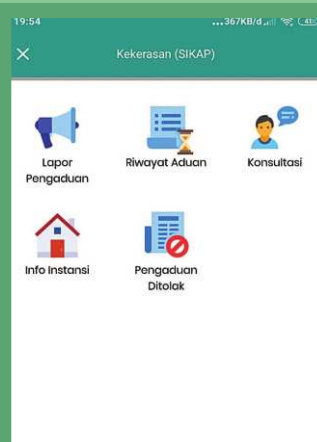 19:54
...367KB/d
Kekerasan (SIKAP)
Lapor
Pengaduan
Riwayat Aduan
Konsultasi
Info Instansi
Pengaduan
Ditolak